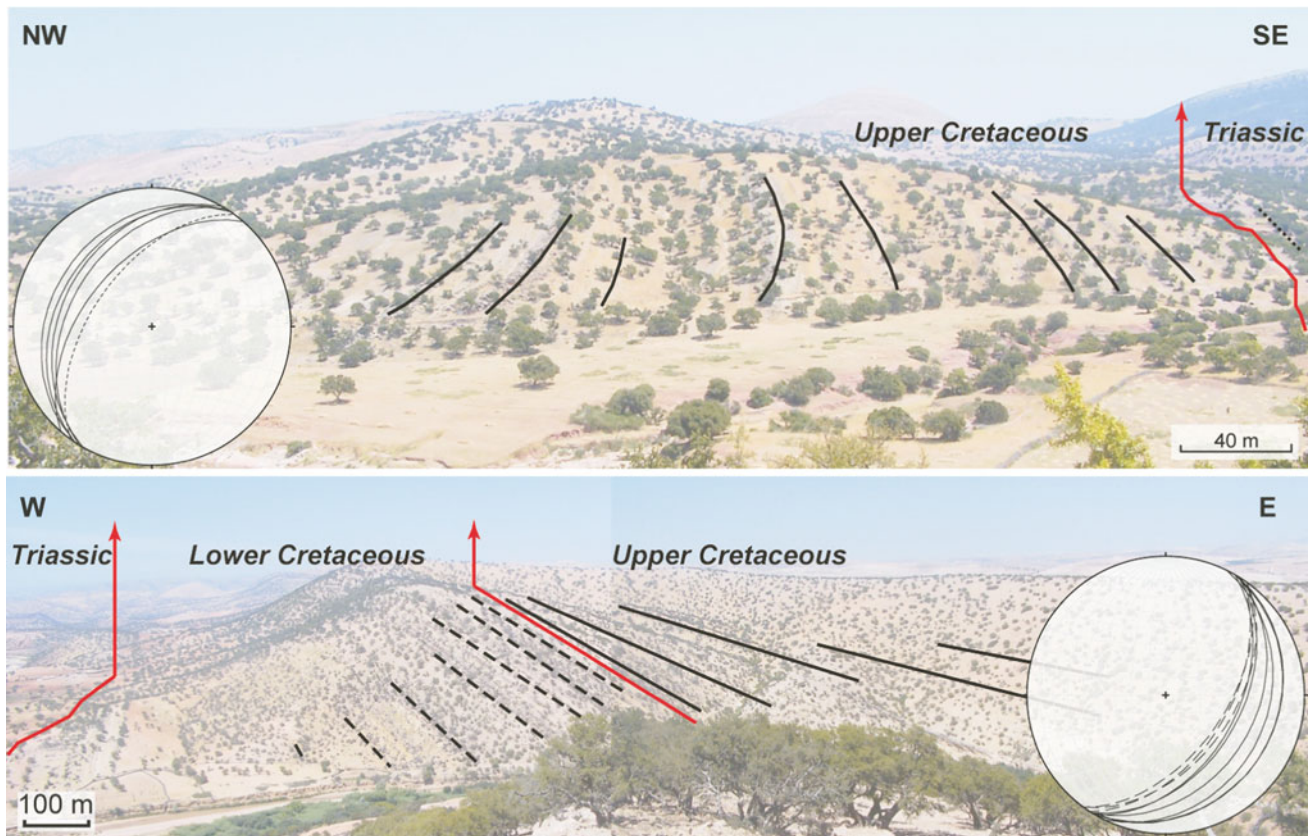 NW
SE
Upper Cretaceous
Triassic
40 m
W
E
Triassic
Lower Cretaceous
Upper Cretaceous
100 m